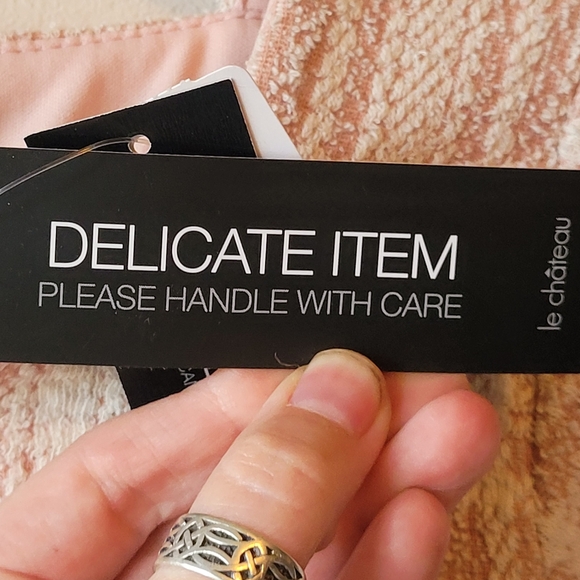 DELICATE ITEM
PLEASE HANDLE WITH CARE
le château